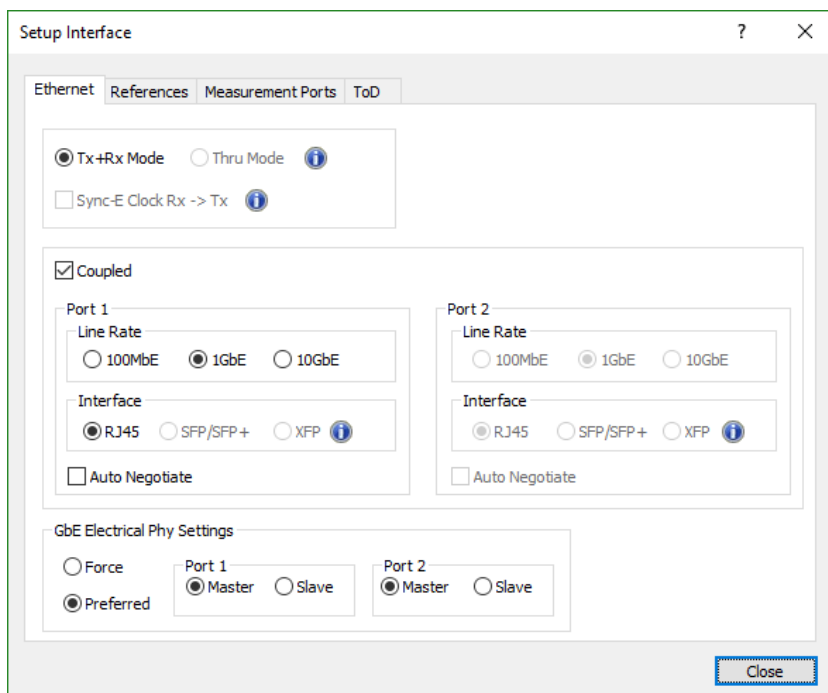 Setup Interface
?
Ethernet References Measurement Ports ToD
Tx+Rx Mode Thru Mode i
Sync-E Clock Rx -> Tx i
Coupled
Port 1
Line Rate
100MbE 1GbE 10GbE
Interface
RJ45 SFP/SFP+ XFP i
Auto Negotiate
Port 2
Line Rate
100MbE 1GbE 10GbE
Interface
RJ45 SFP/SFP+ XFP i
Auto Negotiate
GbE Electrical Phy Settings
Force
Preferred
Port 1
Master Slave
Port 2
Master Slave
Close